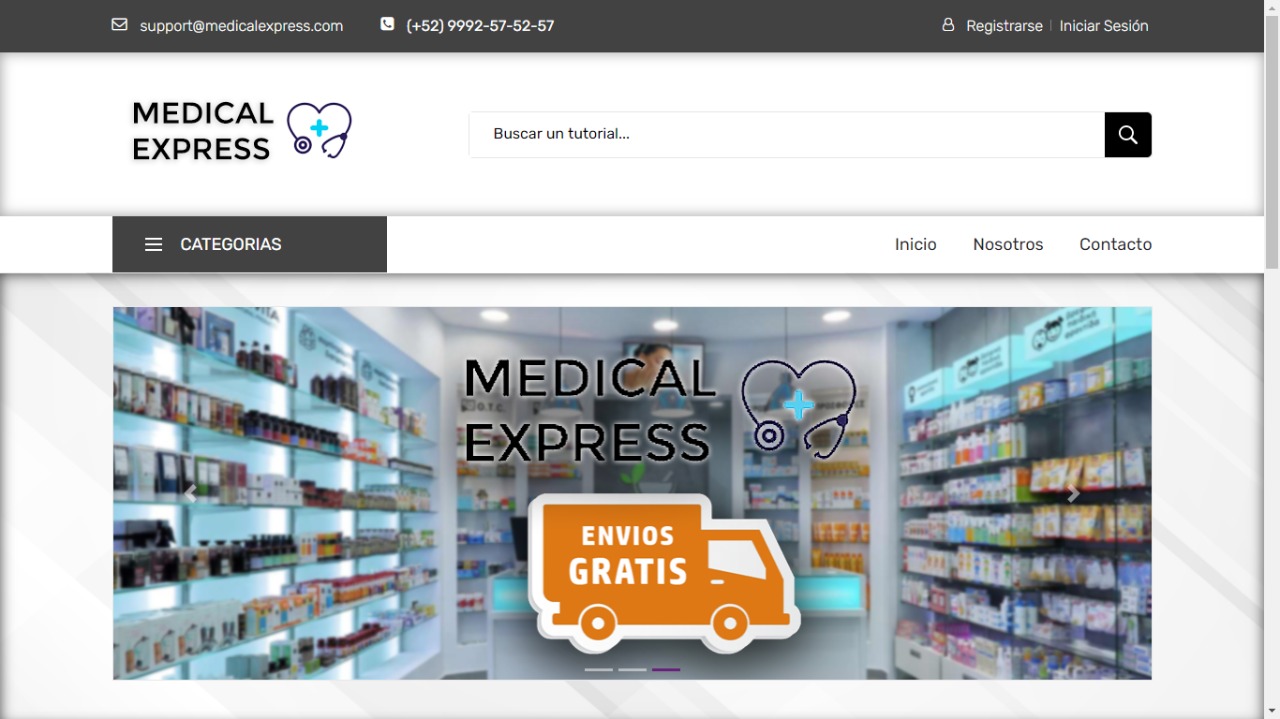 support@medicalexpress.com (+52) 9992-57-52-57 Registrarse | Iniciar Sesión
MEDICAL
EXPRESS
Buscar un tutorial...
CATEGORIAS Inicio Nosotros Contacto
MEDICAL
EXPRESS
ENVIOS
GRATIS